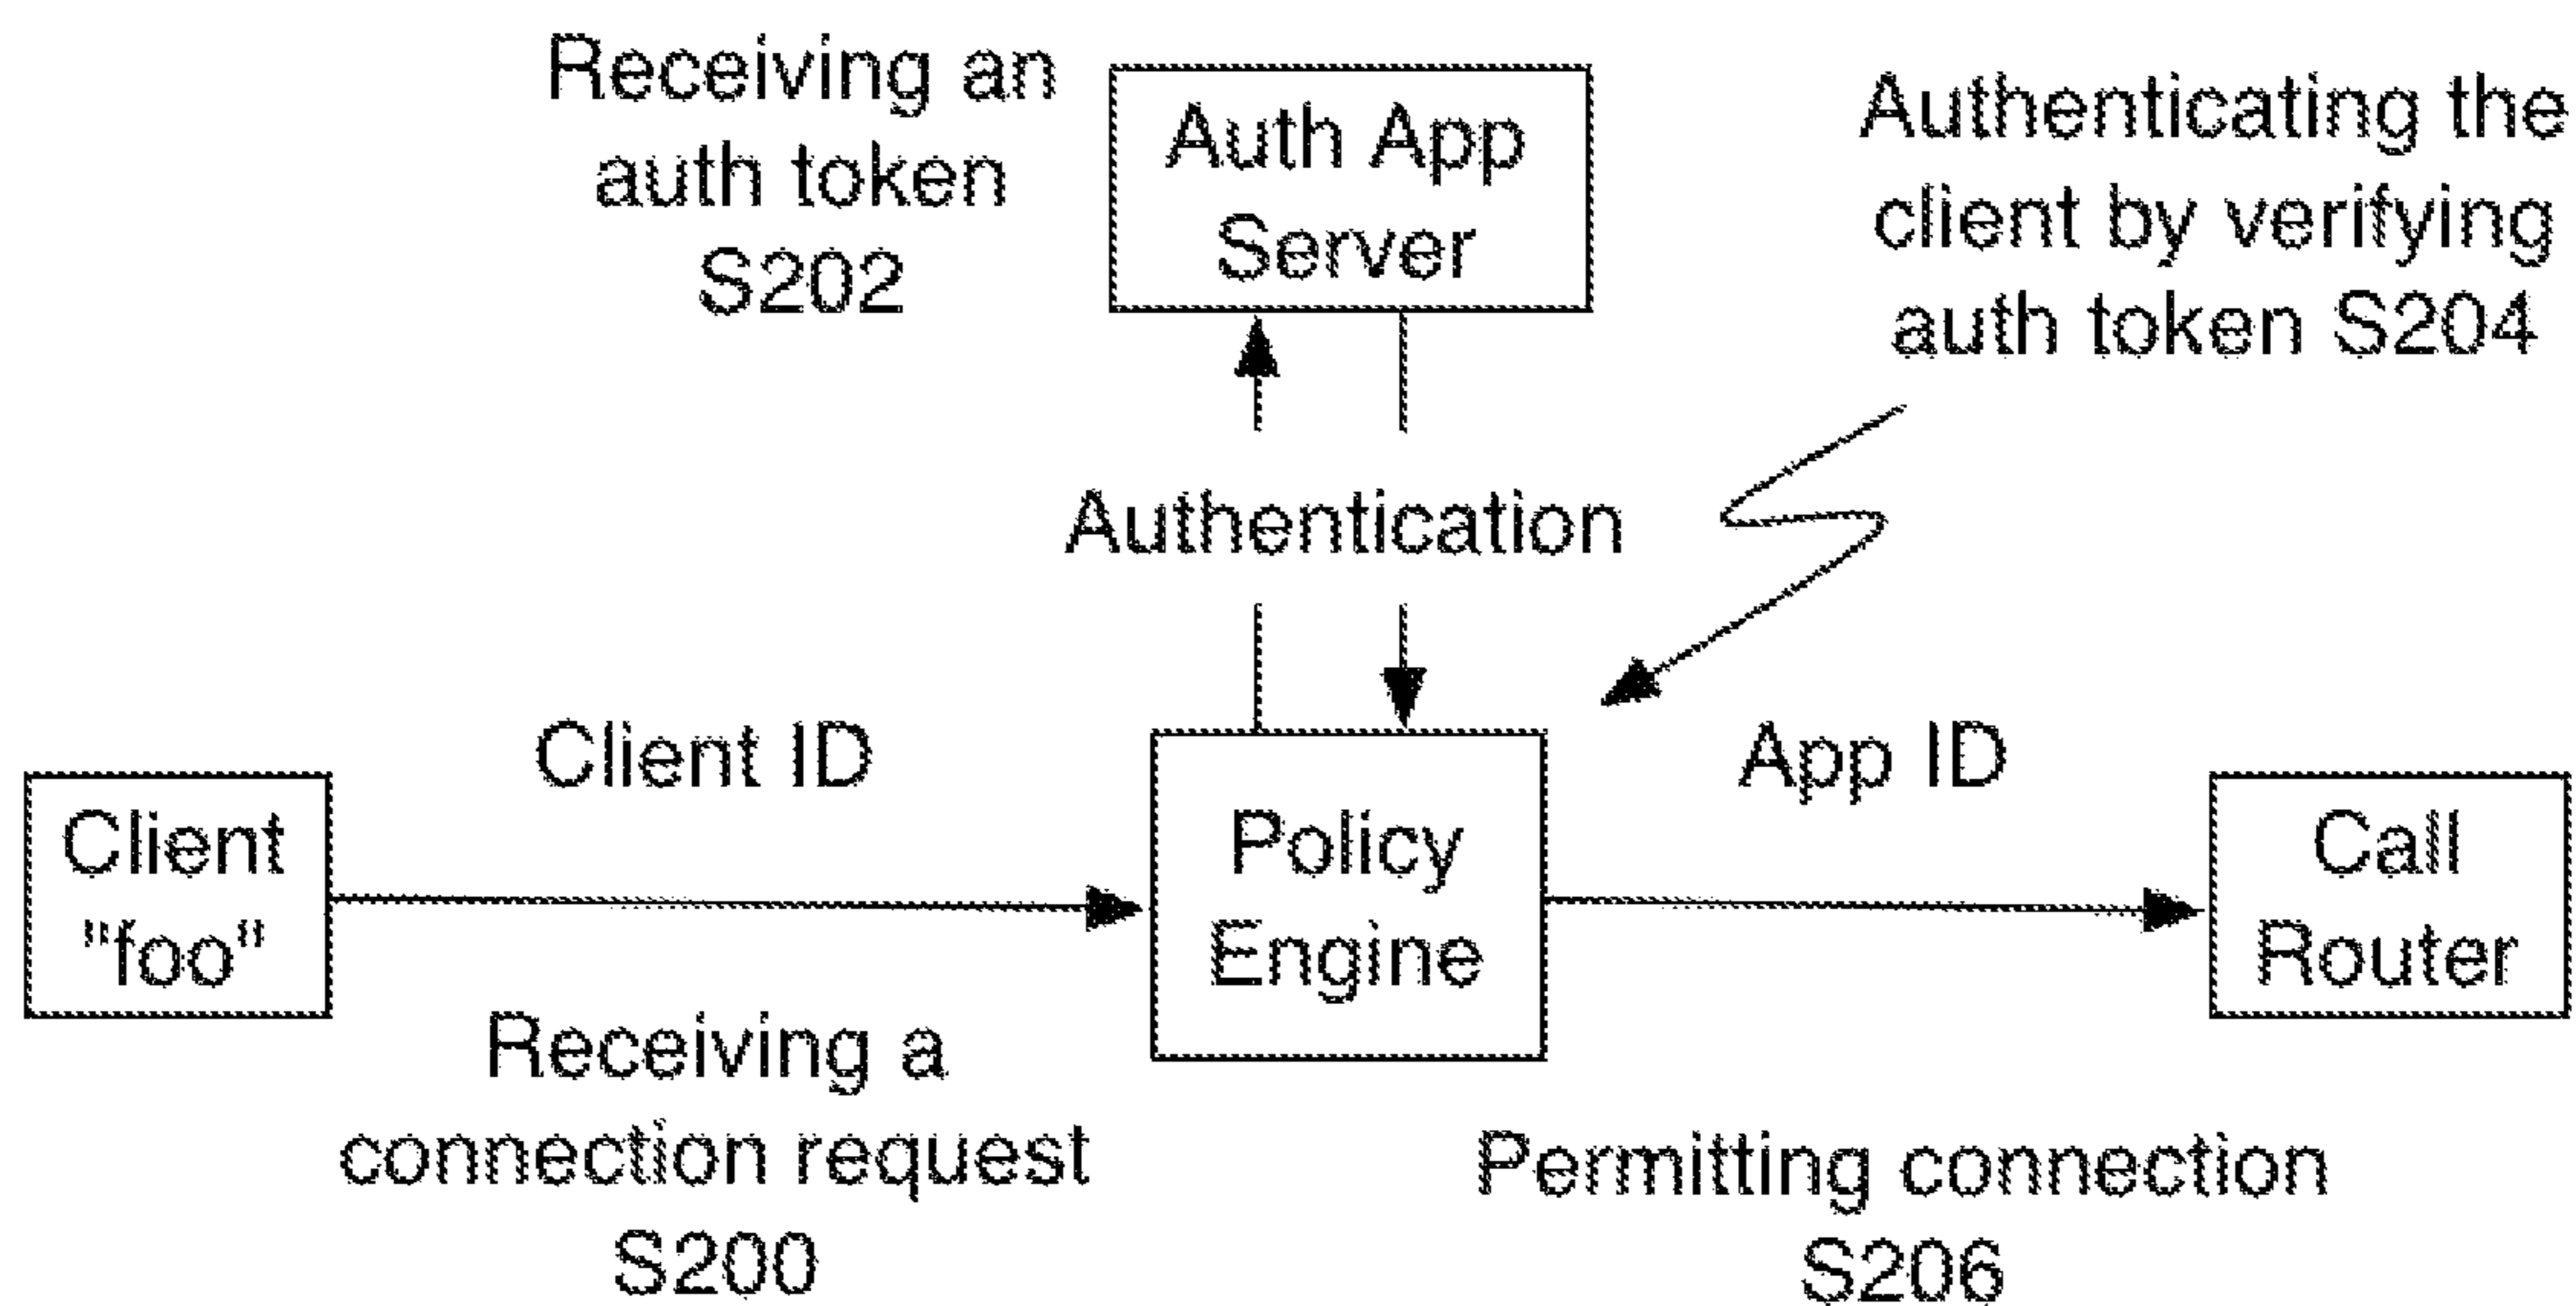 Receiving an
auth token
S202
Auth App
Server
Authenticating the
client by verifying
auth token S204
Authentication
Client ID
App ID
Client
"foo"
Policy
Engine
Call
Router
Receiving a
connection request
S200
Permitting connection
S206